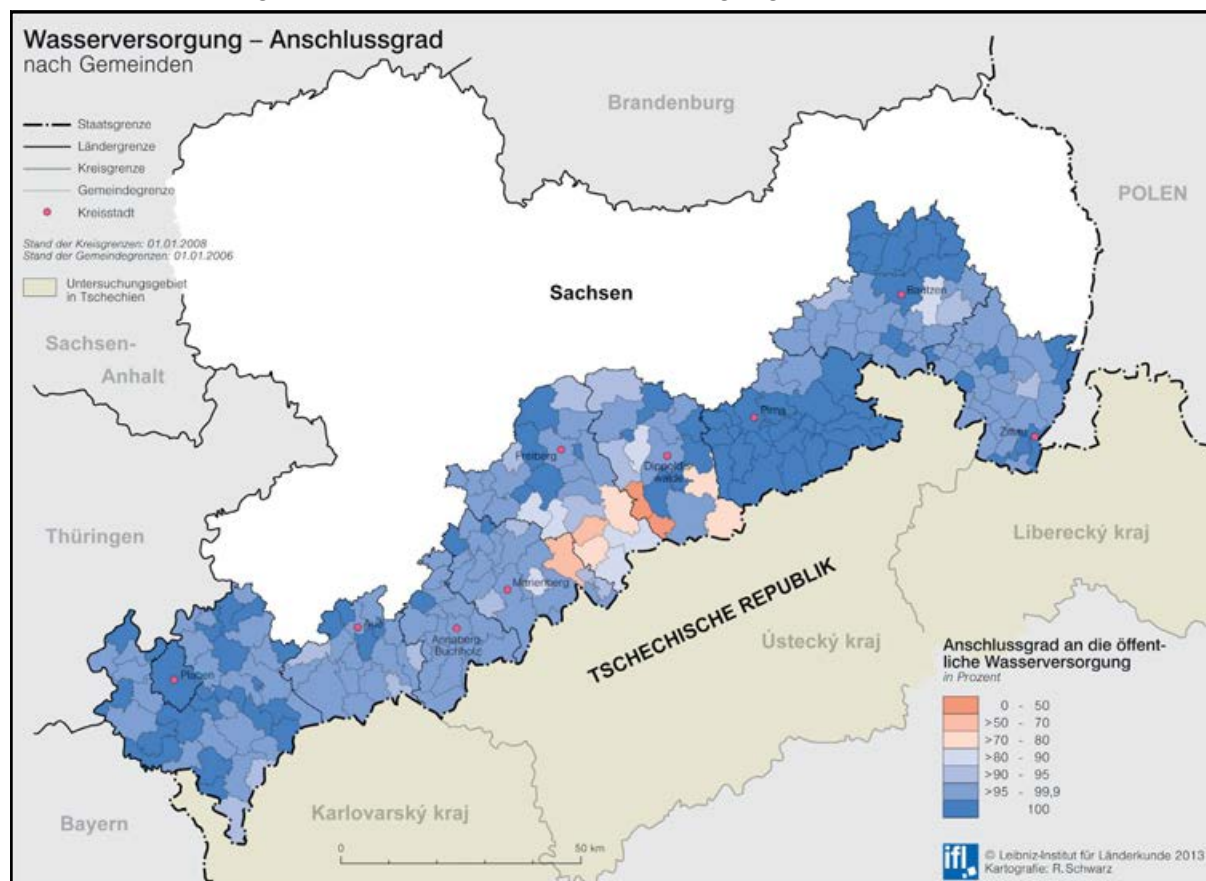 Wasserversorgung – Anschlussgrad
nach Gemeinden
Staatsgrenze
Ländergrenze
Kreisgrenze
Gemeindegrenze
Kreisstadt
Stand der Kreisgrenzen: 01.01.2008
Stand der Gemeindegrenzen: 01.01.2006
Untersuchungsgebiet
in Tschechien
Brandenburg
POLEN
Sachsen
Sachsen-
Anhalt
Thüringen
Bayern
Bautzen
Pirna
Zittau
Freiberg
Dippoldis-
walde
Marienberg
Annaberg-
Buchholz
Aue
Plauen
TSCHECHISCHE REPUBLIK
Liberecký kraj
Ústecký kraj
Karlovarský kraj
0 50 km
Anschlussgrad an die öffent-
liche Wasserversorgung
in Prozent
0 - 50
>50 - 70
>70 - 80
>80 - 90
>90 - 95
>95 - 99,9
100
ifl
© Leibniz-Institut für Länderkunde 2013
Kartografie: R. Schwarz